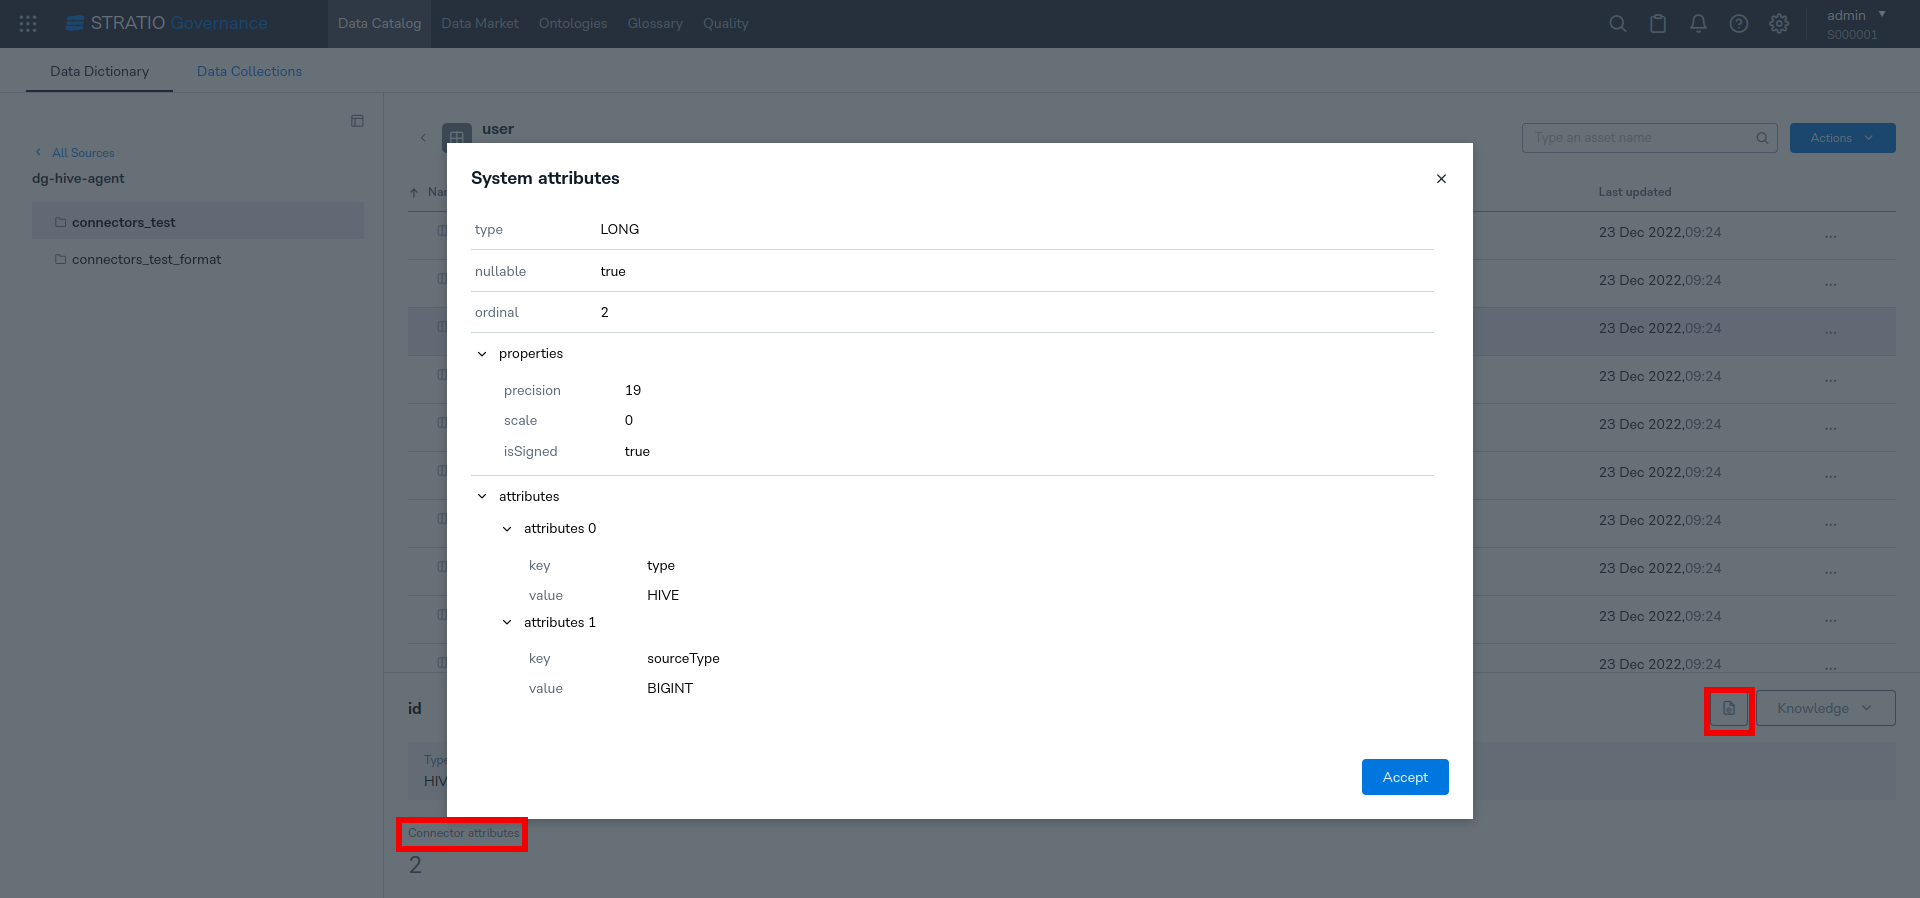 STRATIO Governance
Data Catalog
Data Market
Ontologies
Glossary
Quality
admin
S000001
Data Dictionary
Data Collections
All Sources
dg-hive-agent
connectors_test
connectors_test_format
user
Type an asset name
Actions
Last updated
23 Dec 2022,09:24
...
23 Dec 2022,09:24
...
23 Dec 2022,09:24
...
23 Dec 2022,09:24
...
23 Dec 2022,09:24
...
23 Dec 2022,09:24
...
23 Dec 2022,09:24
...
23 Dec 2022,09:24
...
23 Dec 2022,09:24
...
23 Dec 2022,09:24
...
System attributes
type LONG
nullable true
ordinal 2
properties
precision 19
scale 0
isSigned true
attributes
attributes 0
key type
value HIVE
attributes 1
key sourceType
value BIGINT
Accept
id
Knowledge
Type
HIV
Connector attributes
2